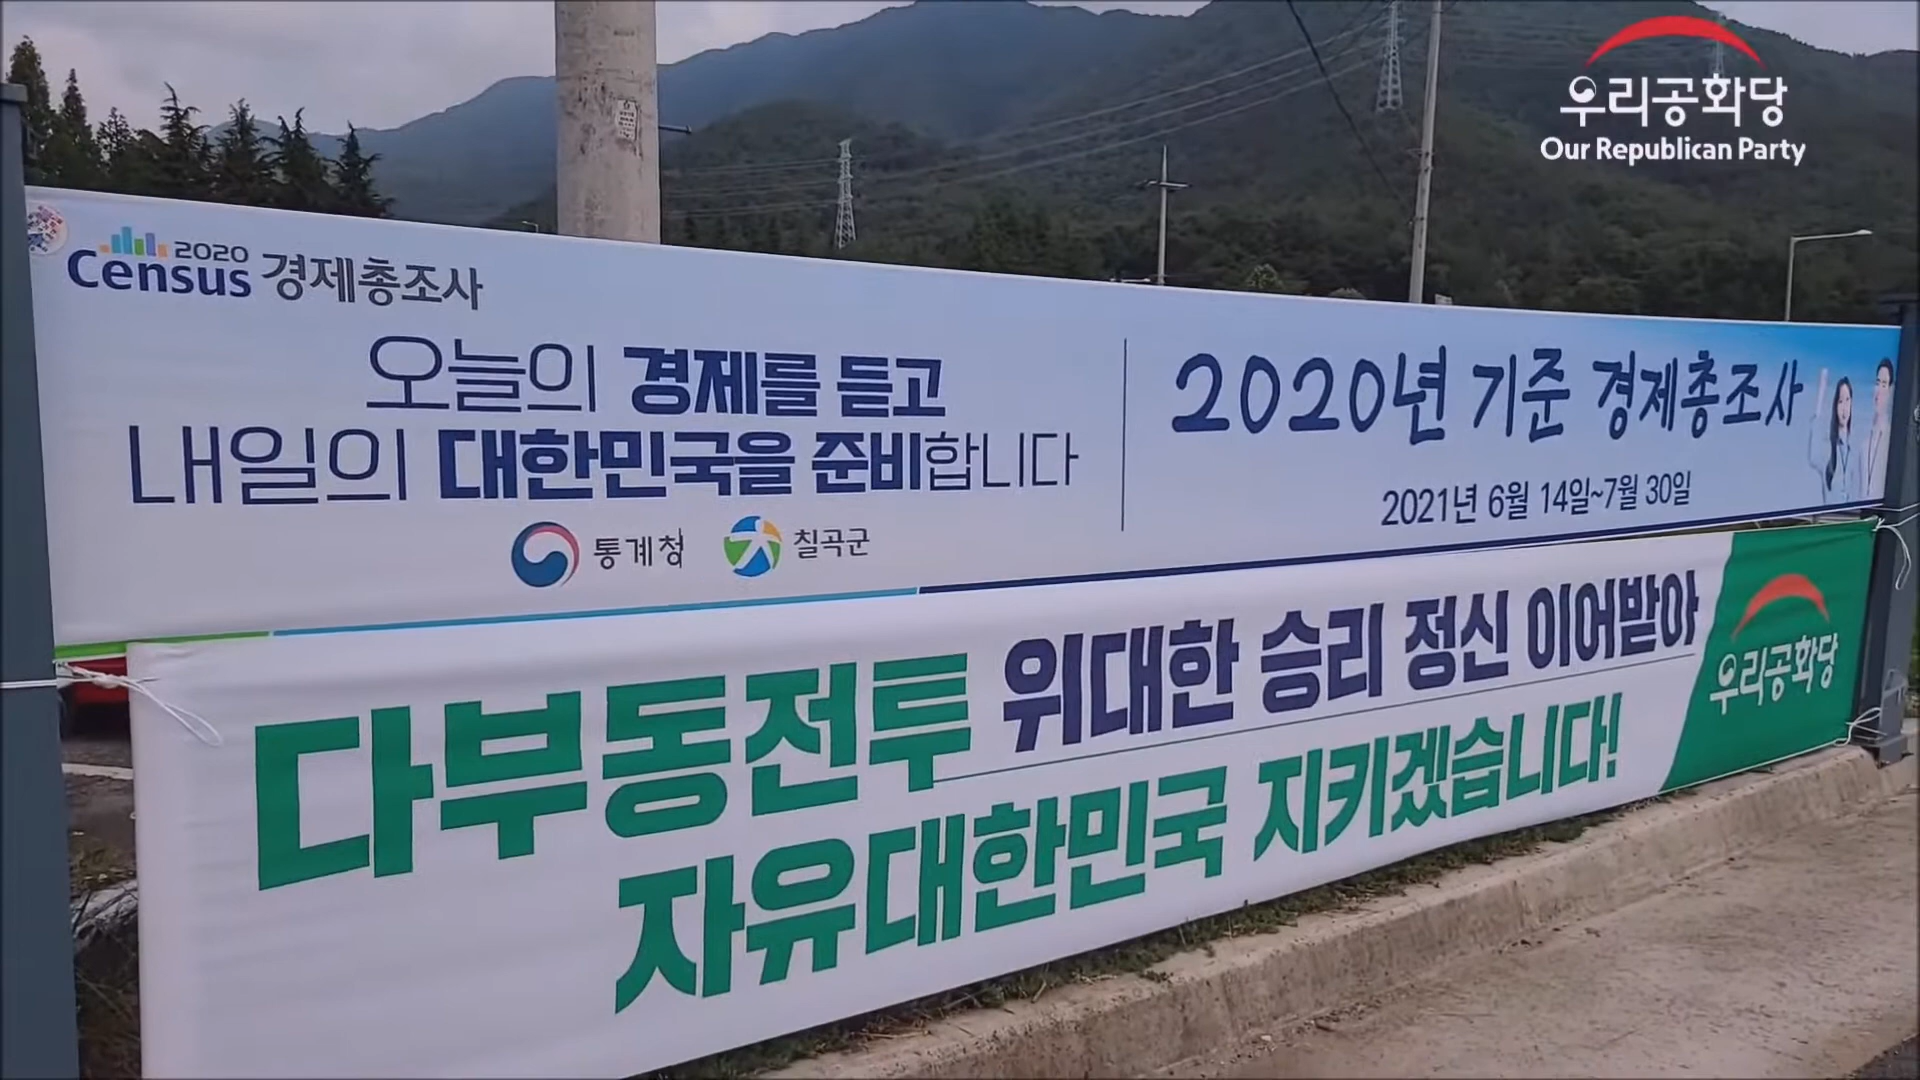 우리공화당
Our Republican Party
2020
Census 경제총조사
오늘의 경제를 듣고
내일의 대한민국을 준비합니다
통계청 칠곡군
2020년 기준 경제총조사
2021년 6월 14일~7월 30일
다부동전투 위대한 승리 정신 이어받아
자유대한민국 지키겠습니다!
우리공화당